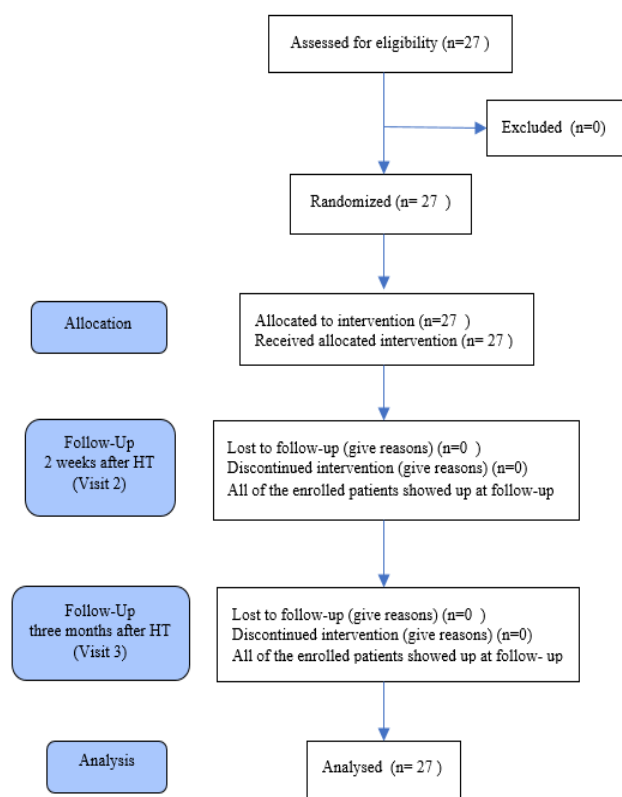 Assessed for eligibility (n=27 )
Excluded (n=0)
Randomized (n= 27 )
Allocation
Allocated to intervention (n=27 )
Received allocated intervention (n= 27 )
Follow-Up
2 weeks after HT
(Visit 2)
Lost to follow-up (give reasons) (n=0 )
Discontinued intervention (give reasons) (n=0)
All of the enrolled patients showed up at follow-up
Follow-Up
three months after HT
(Visit 3)
Lost to follow-up (give reasons) (n=0 )
Discontinued intervention (give reasons) (n=0)
All of the enrolled patients showed up at follow- up
Analysis
Analysed (n= 27 )